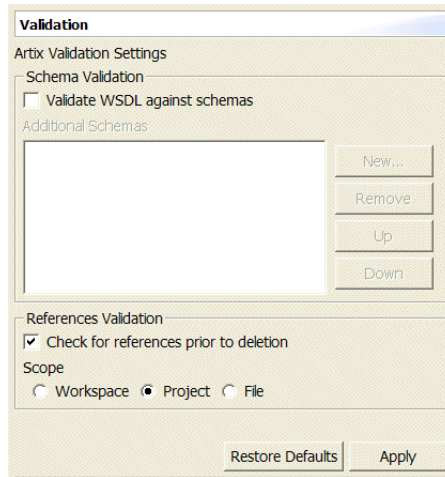 Validation
Artix Validation Settings
Schema Validation
Validate WSDL against schemas
Additional Schemas
New...
Remove
Up
Down
References Validation
Check for references prior to deletion
Scope
Workspace Project File
Restore Defaults Apply